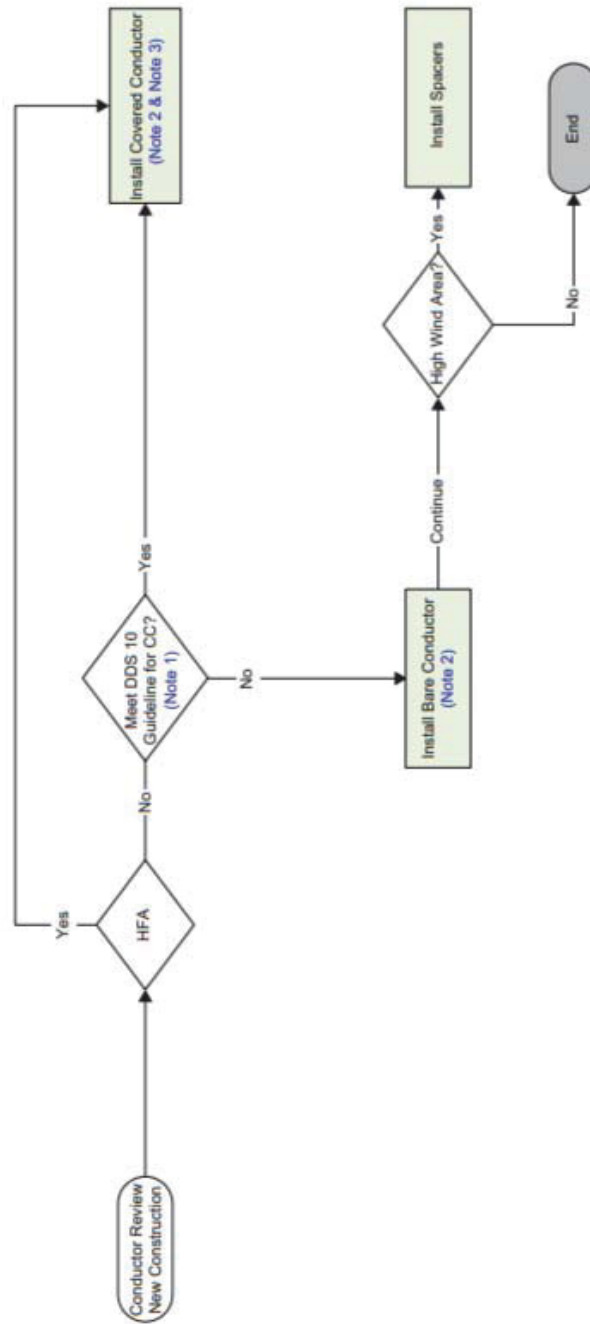 Conductor Review
New Construction
HFA
Yes
No
Meet DDS 10
Guideline for CC?
(Note 1)
Yes
No
Install Covered Conductor
(Note 2 & Note 3)
Install Bare Conductor
(Note 2)
Continue
High Wind Area?
Yes
No
Install Spacers
End